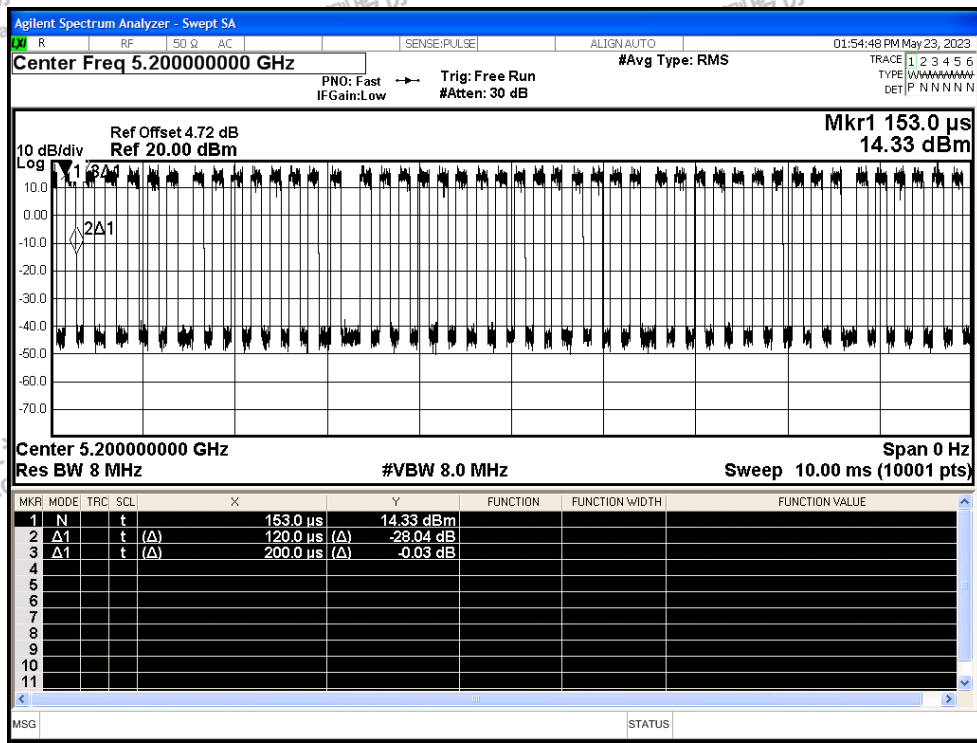 Agilent Spectrum Analyzer - Swept SA
LXI R RF 50 Ω AC SENSE:PULSE ALIGN AUTO 01:54:48 PM May 23, 2023
Center Freq 5.200000000 GHz #Avg Type: RMS TRACE 1 2 3 4 5 6
PNO: Fast Trig: Free Run TYPE
IFGain:Low #Atten: 30 dB DET P N N N N N
Mkr1 153.0 µs
14.33 dBm
Ref Offset 4.72 dB
10 dB/div Ref 20.00 dBm
Log
1 3Δ1
10.0
0.00
2Δ1
-10.0
-20.0
-30.0
-40.0
-50.0
-60.0
-70.0
Center 5.200000000 GHz Span 0 Hz
Res BW 8 MHz #VBW 8.0 MHz Sweep 10.00 ms (10001 pts)
MKR MODE TRC SCL X Y FUNCTION FUNCTION WIDTH FUNCTION VALUE
1 N t 153.0 µs 14.33 dBm
2 Δ1 t (Δ) 120.0 µs (Δ) -28.04 dB
3 Δ1 t (Δ) 200.0 µs (Δ) -0.03 dB
4
5
6
7
8
9
10
11
MSG STATUS